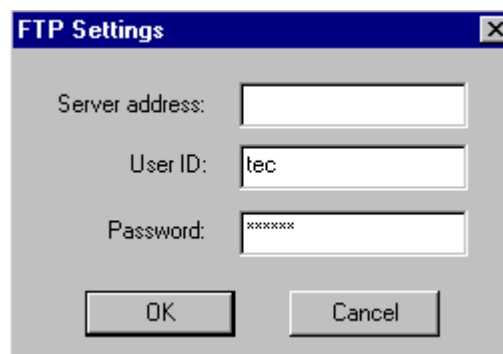 FTP Settings
Server address:
User ID: tec
Password: ******
OK Cancel